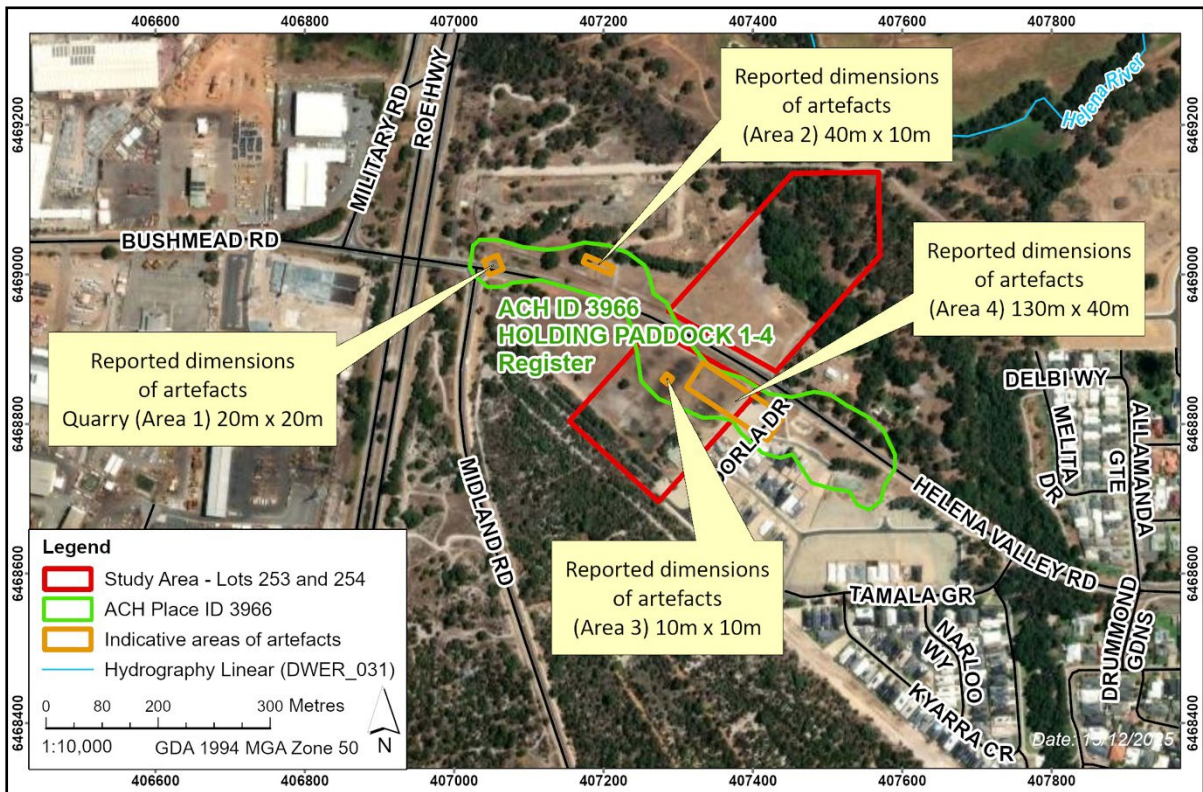 406600 406800 407000 407200 407400 407600 407800
6469200
6469000
6468800
6468600
6468400
6469200
6469000
6468800
6468600
6468400
Reported dimensions
of artefacts
(Area 2) 40m x 10m
Helena River
MILITARY RD
ROE HWY
BUSHMEAD RD
Reported dimensions
of artefacts
(Area 4) 130m x 40m
ACH ID 3966
HOLDING PADDOCK 1-4
Register
Reported dimensions
of artefacts
Quarry (Area 1) 20m x 20m
DELBI WY
MELITA
DR
GTE
ALLAMANDA
OORLA DR
MIDLAND RD
HELENA VALLEY RD
Reported dimensions
of artefacts
(Area 3) 10m x 10m
TAMALA GR
NARLOO
WY
KYARRA CR
DRUMMOND
GDNS
Legend
Study Area - Lots 253 and 254
ACH Place ID 3966
Indicative areas of artefacts
Hydrography Linear (DWER_031)
0 80 200 300 Metres
1:10,000 GDA 1994 MGA Zone 50
N
Date: 15/12/2025
406600 406800 407000 407200 407400 407600 407800